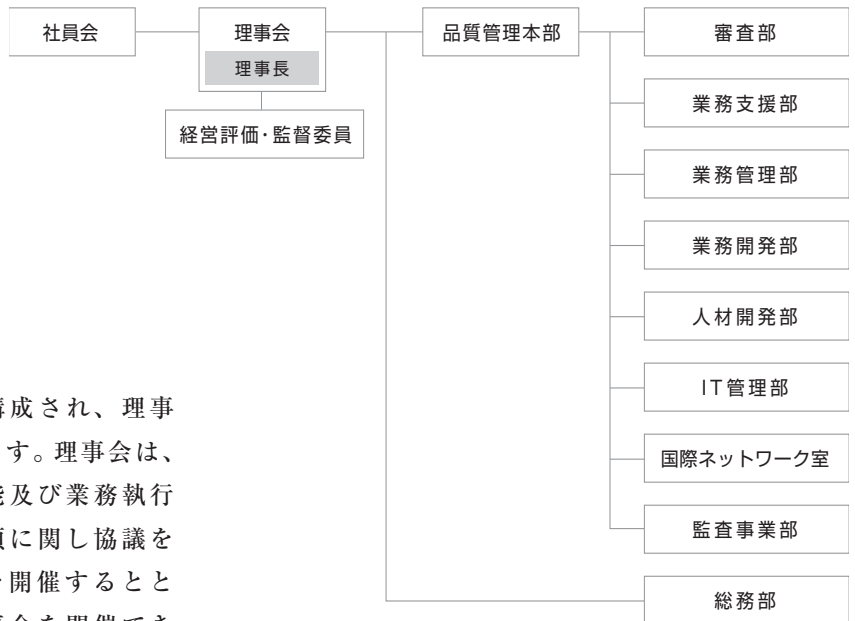 社員会
理事会
理事長
経営評価・監督委員
品質管理本部
審査部
業務支援部
業務管理部
業務開発部
人材開発部
IT管理部
国際ネットワーク室
監査事業部
総務部
構成され、理事
す。理事会は、
能及び業務執行
項に関し協議を
を開催するとと